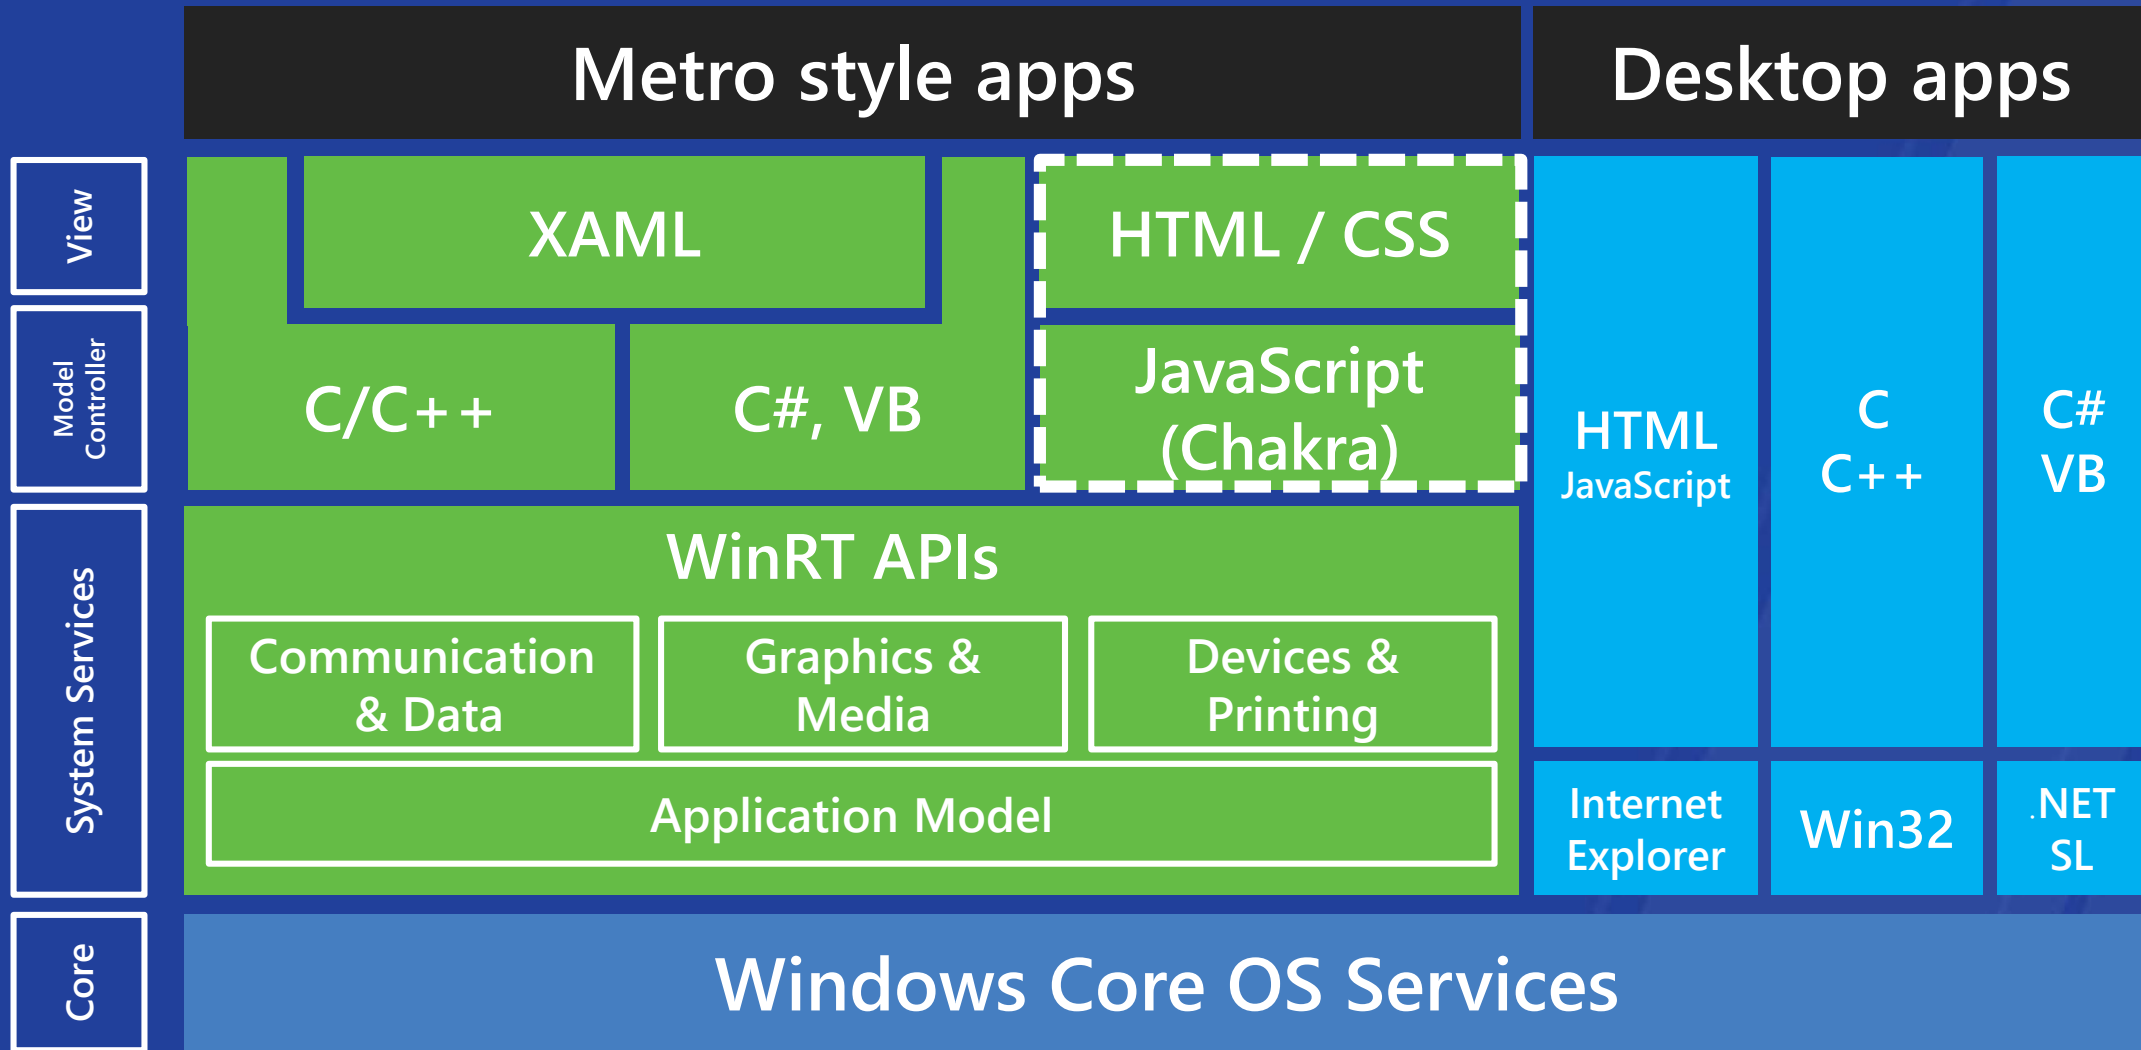 Metro style apps
Desktop apps
View
XAML
HTML / CSS
Model
Controller
C/C++
C#, VB
JavaScript
(Chakra)
HTML
JavaScript
C
C++
C#
VB
System Services
WinRT APIs
Communication
& Data
Graphics &
Media
Devices &
Printing
Application Model
Internet
Explorer
Win32
.NET
SL
Core
Windows Core OS Services